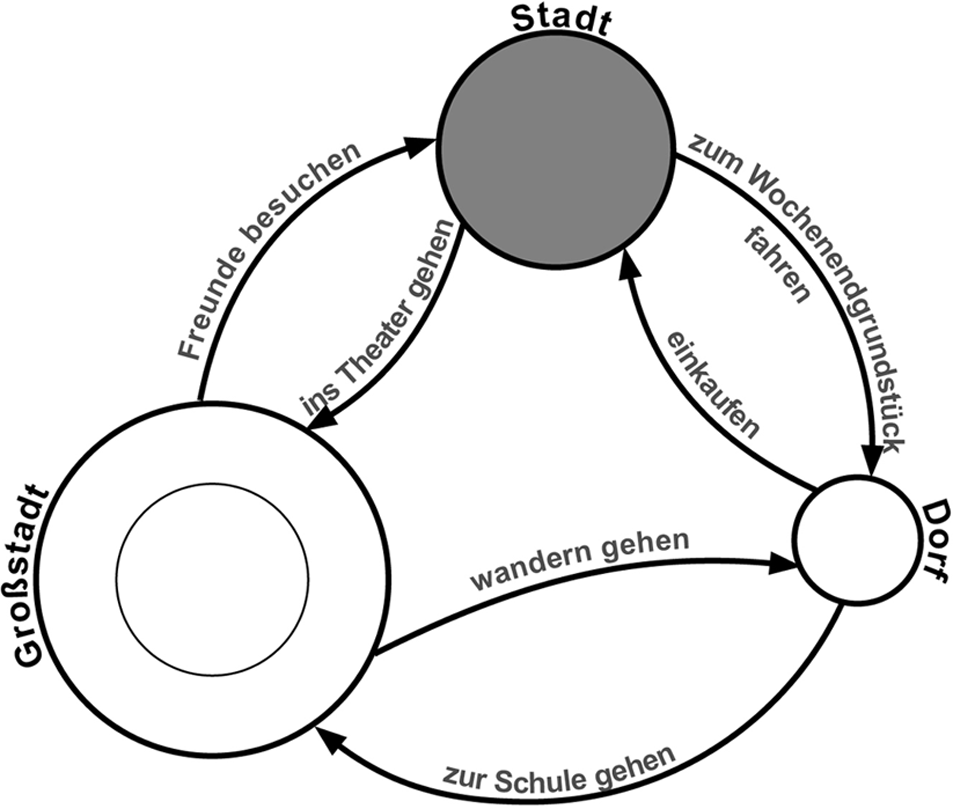 Stadt
Freunde besuchen
ins Theater gehen
zum Wochenendgrundstück
fahren
einkaufen
Großstadt
wandern gehen
Dorf
zur Schule gehen